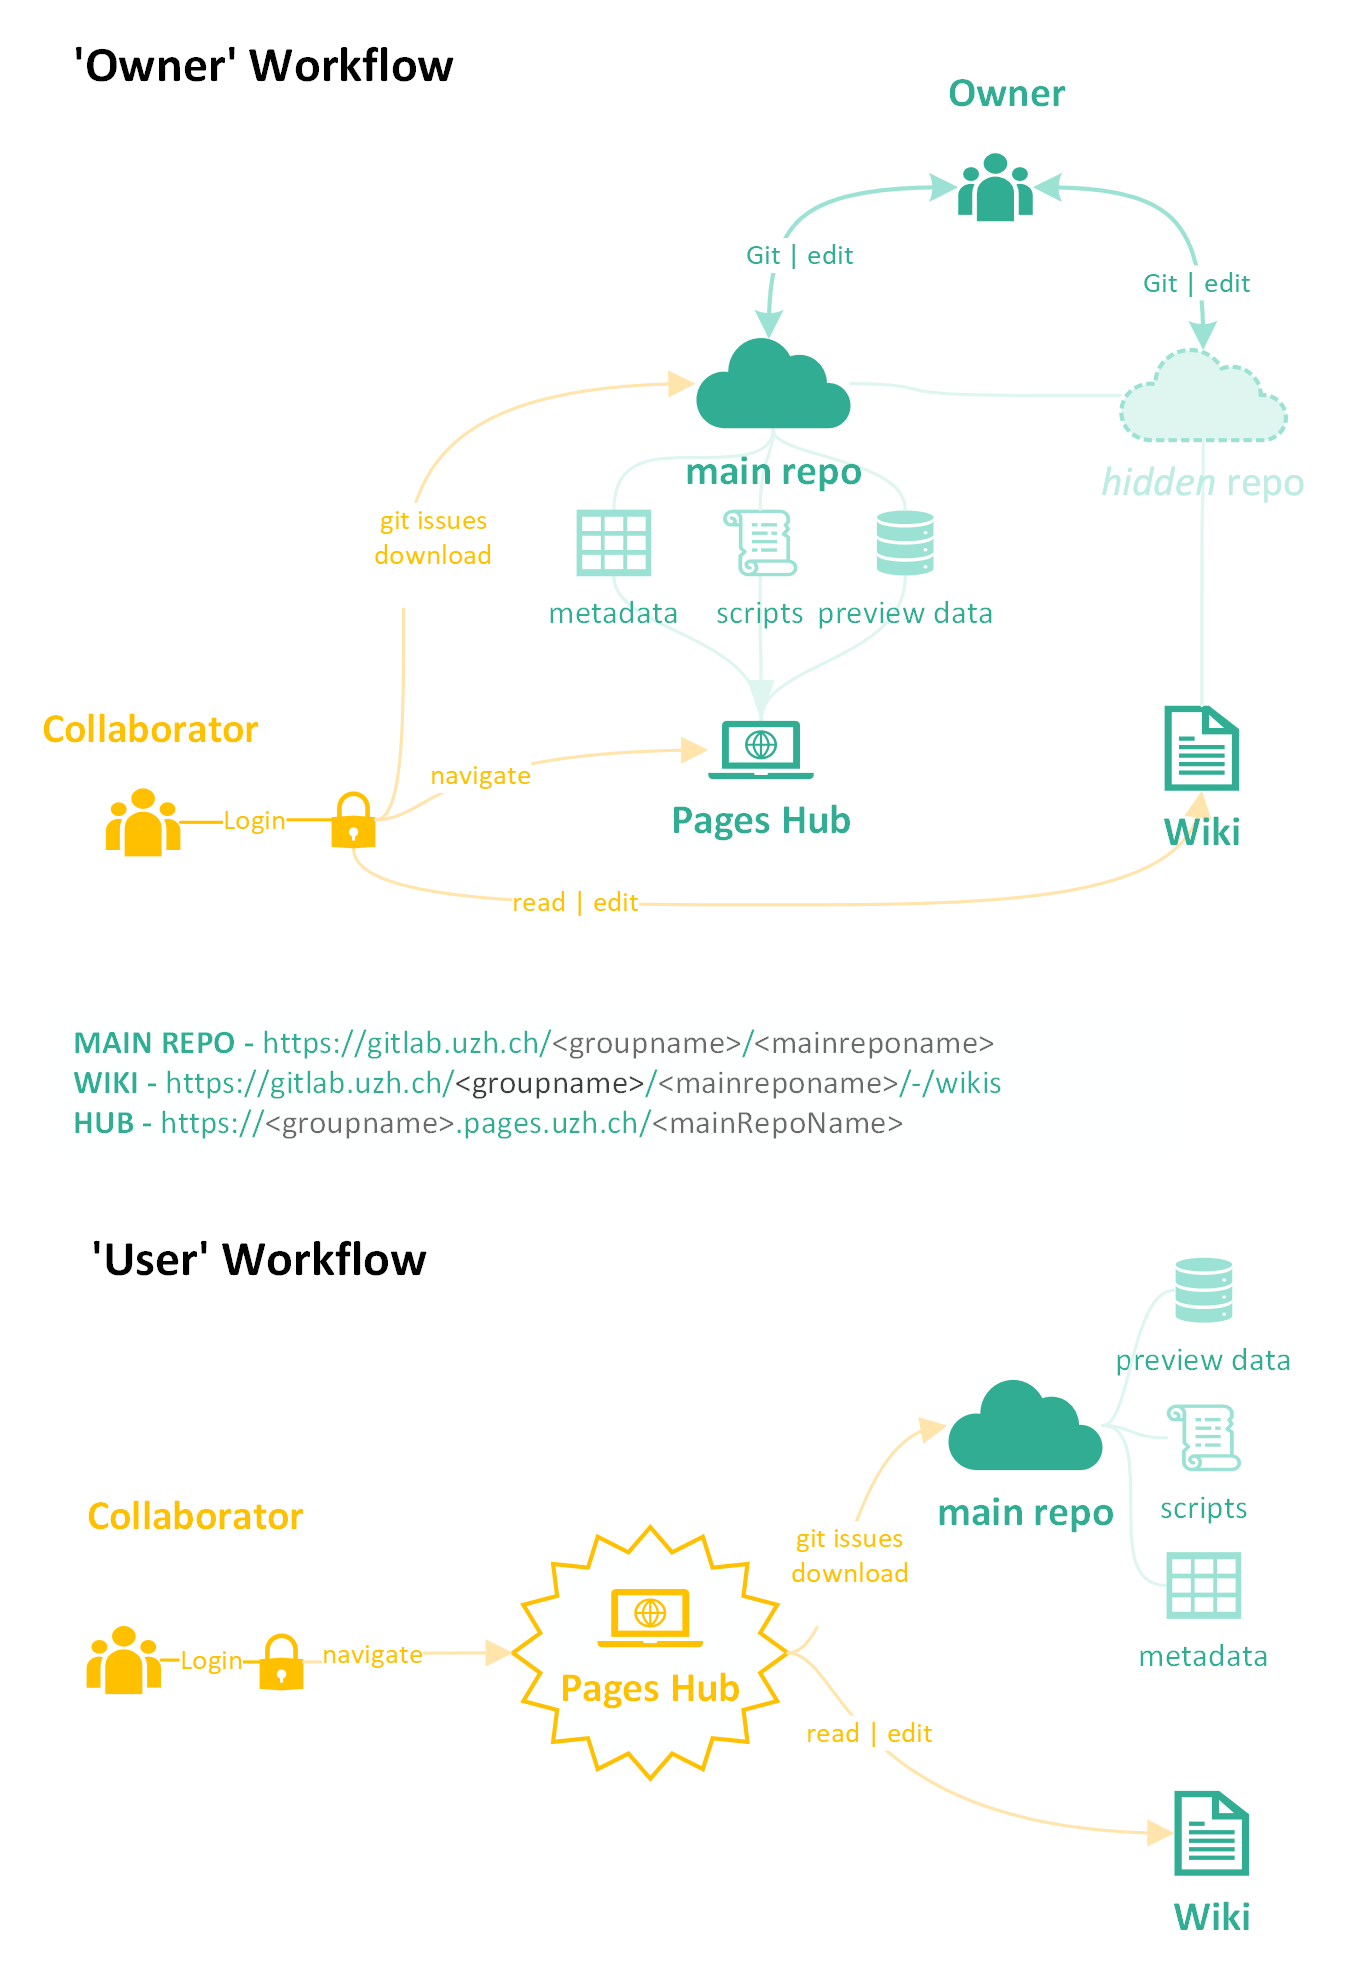 'Owner' Workflow
Owner
Git | edit
Git | edit
main repo
hidden repo
git issues
download
metadata
scripts
preview data
Collaborator
navigate
Login
Pages Hub
Wiki
read | edit
MAIN REPO - https://gitlab.uzh.ch/<groupname>/<mainreponame>
WIKI - https://gitlab.uzh.ch/<groupname>/<mainreponame>/-/wikis
HUB - https://<groupname>.pages.uzh.ch/<mainRepoName>
'User' Workflow
preview data
main repo
scripts
Collaborator
git issues
download
metadata
Login
navigate
Pages Hub
read | edit
Wiki